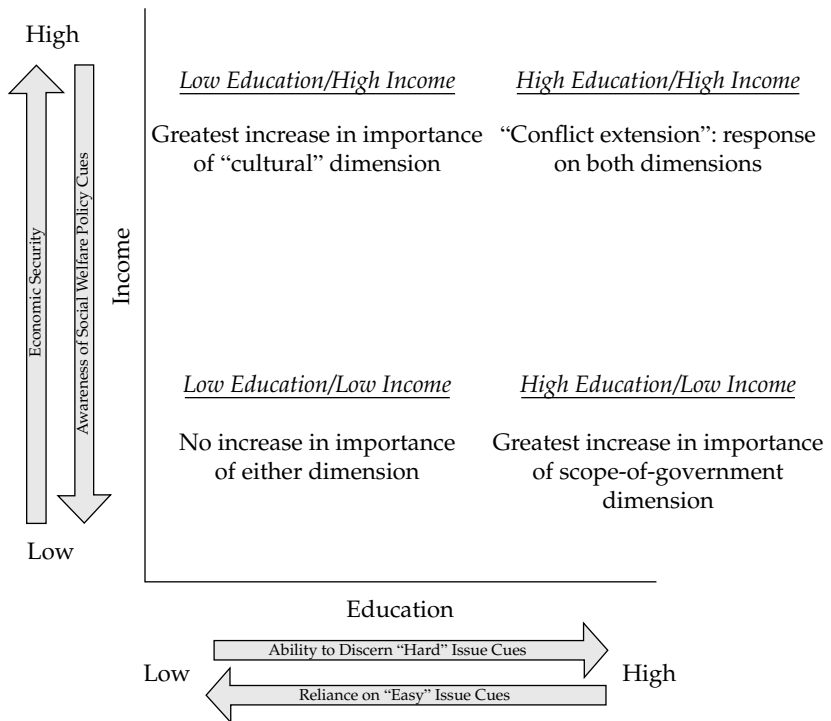 High
Low Education/High Income
Greatest increase in importance
of “cultural” dimension
High Education/High Income
“Conflict extension”: response
on both dimensions
Economic Security
Awareness of Social Welfare Policy Cues
Income
Low Education/Low Income
No increase in importance
of either dimension
High Education/Low Income
Greatest increase in importance
of scope-of-government
dimension
Low
Education
Low
Ability to Discern “Hard” Issue Cues
Reliance on “Easy” Issue Cues
High